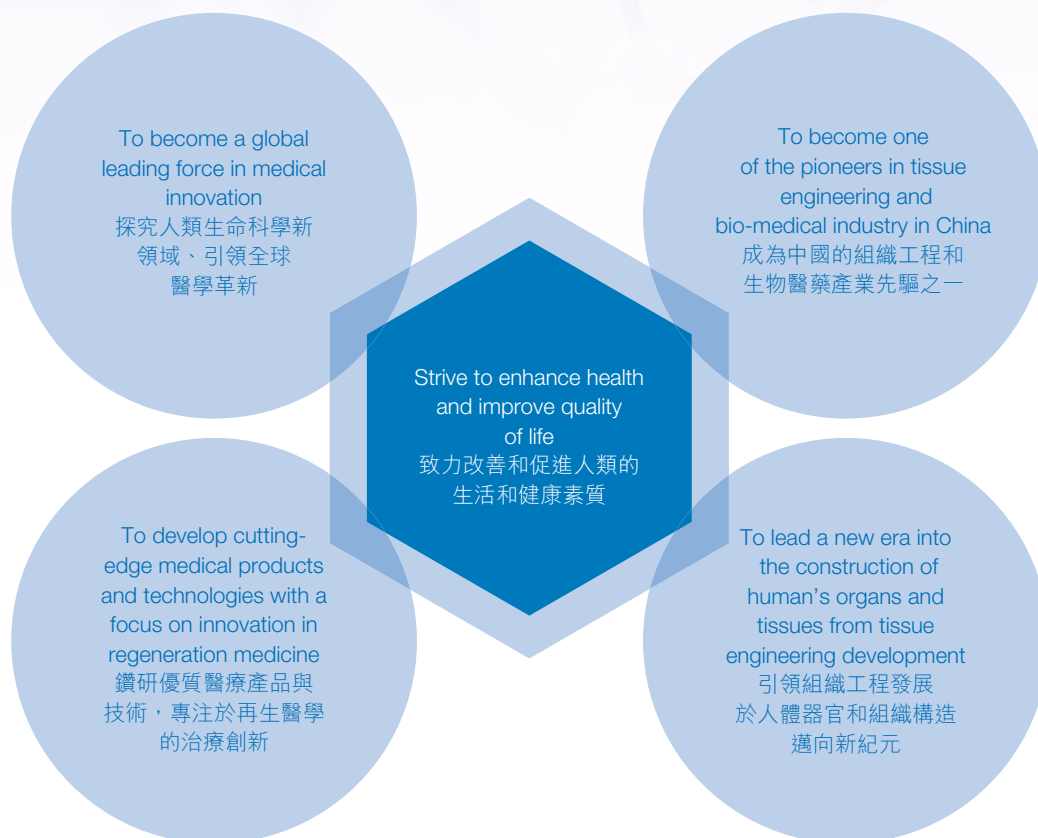 To become a global
leading force in medical
innovation
探究人類生命科學新
領域、引領全球
醫學革新
To become one
of the pioneers in tissue
engineering and
bio-medical industry in China
成為中國的組織工程和
生物醫藥產業先驅之一
Strive to enhance health
and improve quality
of life
致力改善和促進人類的
生活和健康素質
To develop cutting-
edge medical products
and technologies with a
focus on innovation in
regeneration medicine
鑽研優質醫療產品與
技術，專注於再生醫學
的治療創新
To lead a new era into
the construction of
human's organs and
tissues from tissue
engineering development
引領組織工程發展
於人體器官和組織構造
邁向新紀元